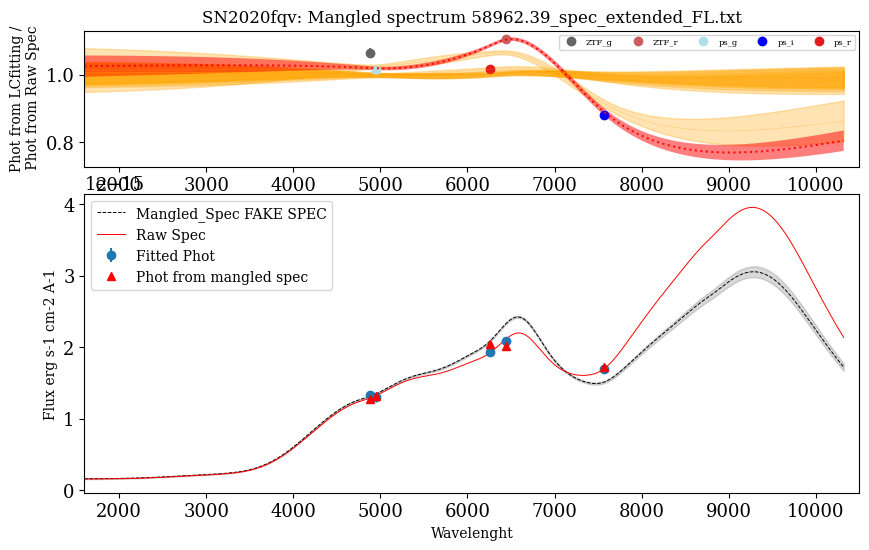 SN2020fqv: Mangled spectrum 58962.39_spec_extended_FL.txt
Phot from LCfitting /
Phot from Raw Spec
1.0
0.8
ZTF_g
ZTF_r
ps_g
ps_i
ps_r
2000 3000 4000 5000 6000 7000 8000 9000 10000
Flux erg s-1 cm-2 A-1
4
3
2
1
0
Mangled_Spec FAKE SPEC
Raw Spec
Fitted Phot
Phot from mangled spec
2000 3000 4000 5000 6000 7000 8000 9000 10000
Wavelenght